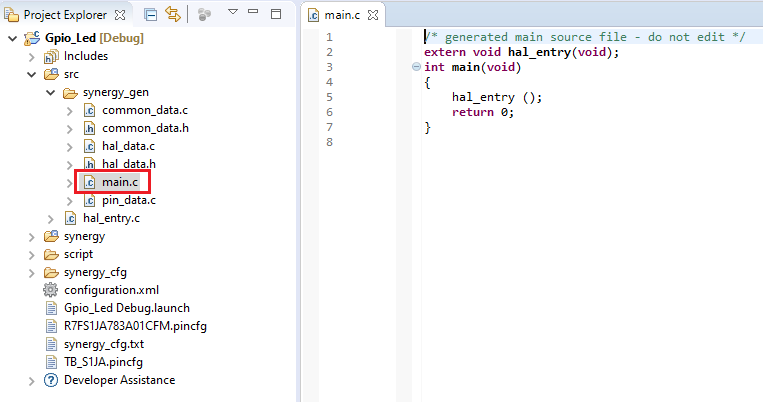 Project Explorer
Gpio_Led [Debug]
Includes
src
synergy_gen
.c common_data.c
.h common_data.h
.c hal_data.c
.h hal_data.h
.c main.c
.c pin_data.c
.c hal_entry.c
synergy
script
synergy_cfg
configuration.xml
Gpio_Led Debug.launch
R7FS1JA783A01CFM.pincfg
synergy_cfg.txt
TB_S1JA.pincfg
? Developer Assistance
.c main.c
1 /* generated main source file - do not edit */
2 extern void hal_entry(void);
3 int main(void)
4 {
5 hal_entry ();
6 return 0;
7 }
8